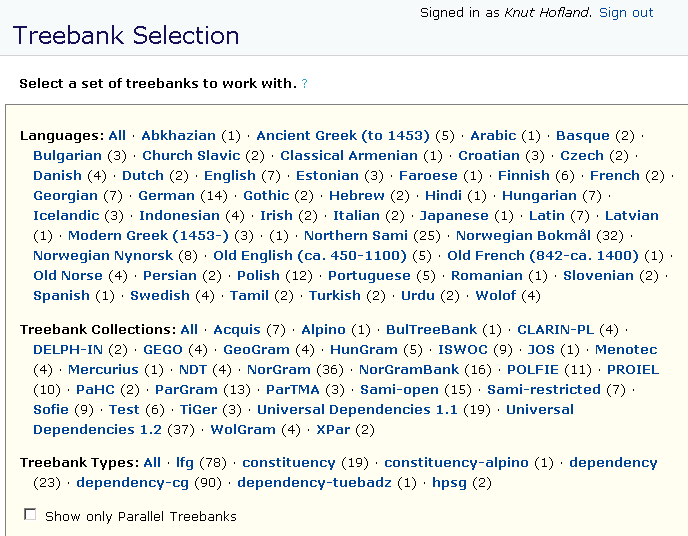 Signed in as Knut Hofland. Sign out
Treebank Selection
Select a set of treebanks to work with. ?
Languages: All · Abkhazian (1) · Ancient Greek (to 1453) (5) · Arabic (1) · Basque (2) ·
Bulgarian (3) · Church Slavic (2) · Classical Armenian (1) · Croatian (3) · Czech (2) ·
Danish (4) · Dutch (2) · English (7) · Estonian (3) · Faroese (1) · Finnish (6) · French (2) ·
Georgian (7) · German (14) · Gothic (2) · Hebrew (2) · Hindi (1) · Hungarian (7) ·
Icelandic (3) · Indonesian (4) · Irish (2) · Italian (2) · Japanese (1) · Latin (7) · Latvian
(1) · Modern Greek (1453-) (3) · (1) · Northern Sami (25) · Norwegian Bokmål (32) ·
Norwegian Nynorsk (8) · Old English (ca. 450-1100) (5) · Old French (842-ca. 1400) (1) ·
Old Norse (4) · Persian (2) · Polish (12) · Portuguese (5) · Romanian (1) · Slovenian (2) ·
Spanish (1) · Swedish (4) · Tamil (2) · Turkish (2) · Urdu (2) · Wolof (4)
Treebank Collections: All · Acquis (7) · Alpino (1) · BulTreeBank (1) · CLARIN-PL (4) ·
DELPH-IN (2) · GEGO (4) · GeoGram (4) · HunGram (5) · ISWOC (9) · JOS (1) · Menotec
(4) · Mercurius (1) · NDT (4) · NorGram (36) · NorGramBank (16) · POLFIE (11) · PROIEL
(10) · PaHC (2) · ParGram (13) · ParTMA (3) · Sami-open (15) · Sami-restricted (7) ·
Sofie (9) · Test (6) · TiGer (3) · Universal Dependencies 1.1 (19) · Universal
Dependencies 1.2 (37) · WolGram (4) · XPar (2)
Treebank Types: All · lfg (78) · constituency (19) · constituency-alpino (1) · dependency
(23) · dependency-cg (90) · dependency-tuebadz (1) · hpsg (2)
Show only Parallel Treebanks